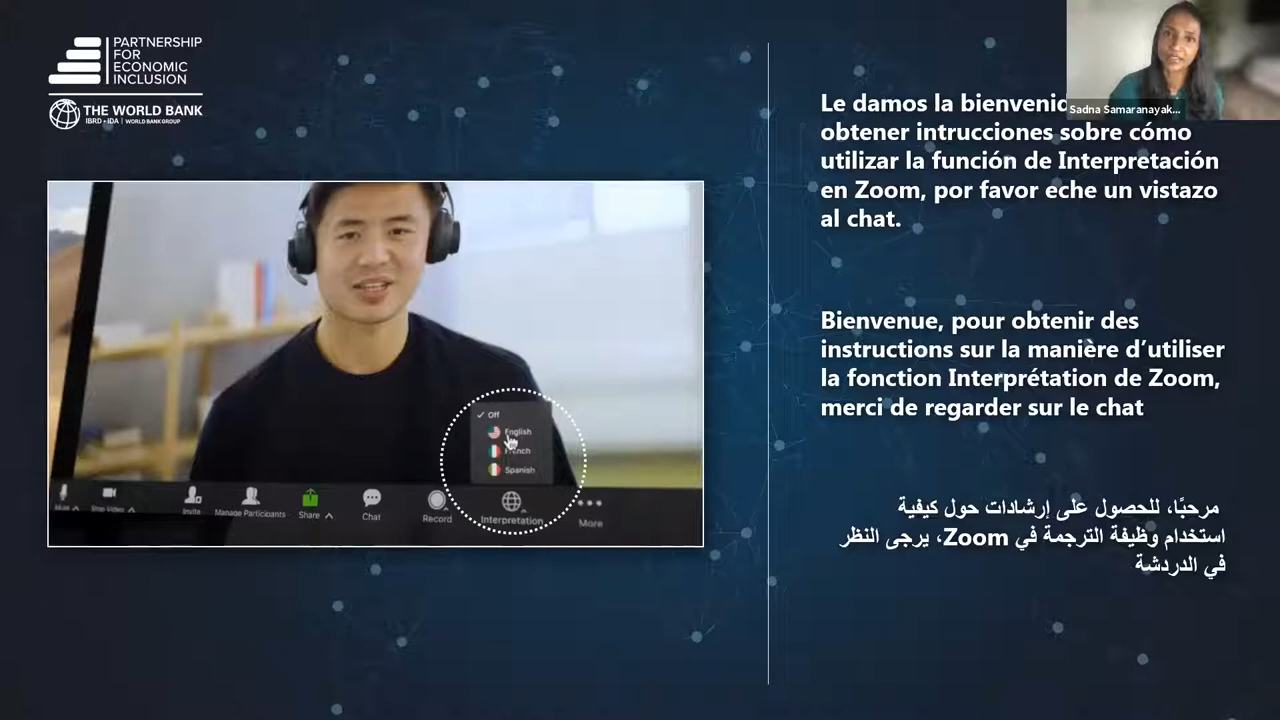 PARTNERSHIP
FOR
ECONOMIC
INCLUSION
THE WORLD BANK
IBRD • IDA | WORLD BANK GROUP
Sadna Samaranayak...
Le damos la bienvenid
obtener intrucciones sobre cómo
utilizar la función de Interpretación
en Zoom, por favor eche un vistazo
al chat.
Bienvenue, pour obtenir des
instructions sur la manière d’utiliser
la fonction Interprétation de Zoom,
merci de regarder sur le chat
مرحبًا، للحصول على إرشادات حول كيفية
استخدام وظيفة الترجمة في Zoom، يرجى النظر
في الدردشة
Off
English
French
Spanish
Stop Video
Invite
Manage Participants
Share
Chat
Record
Interpretation
More